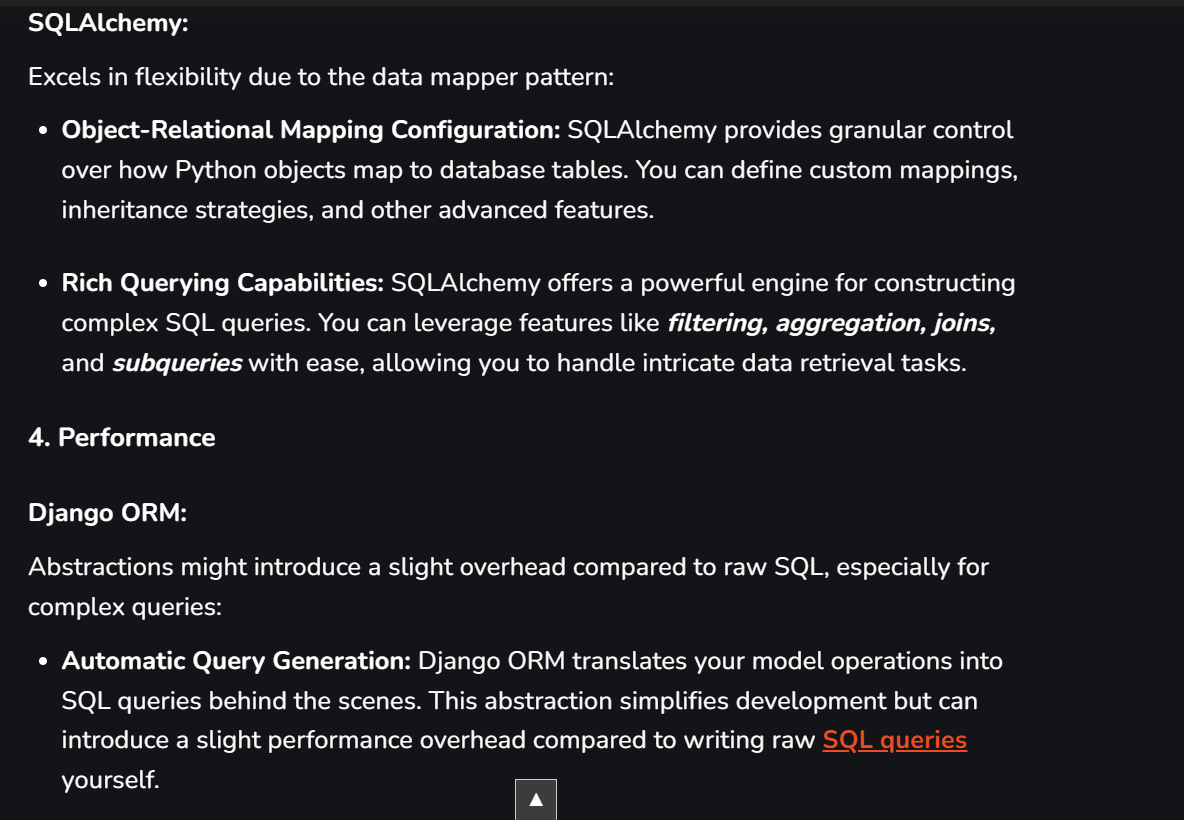 SQLAlchemy:
Excels in flexibility due to the data mapper pattern:
• Object-Relational Mapping Configuration: SQLAlchemy provides granular control
over how Python objects map to database tables. You can define custom mappings,
inheritance strategies, and other advanced features.
• Rich Querying Capabilities: SQLAlchemy offers a powerful engine for constructing
complex SQL queries. You can leverage features like filtering, aggregation, joins,
and subqueries with ease, allowing you to handle intricate data retrieval tasks.
4. Performance
Django ORM:
Abstractions might introduce a slight overhead compared to raw SQL, especially for
complex queries:
• Automatic Query Generation: Django ORM translates your model operations into
SQL queries behind the scenes. This abstraction simplifies development but can
introduce a slight performance overhead compared to writing raw SQL queries
yourself.